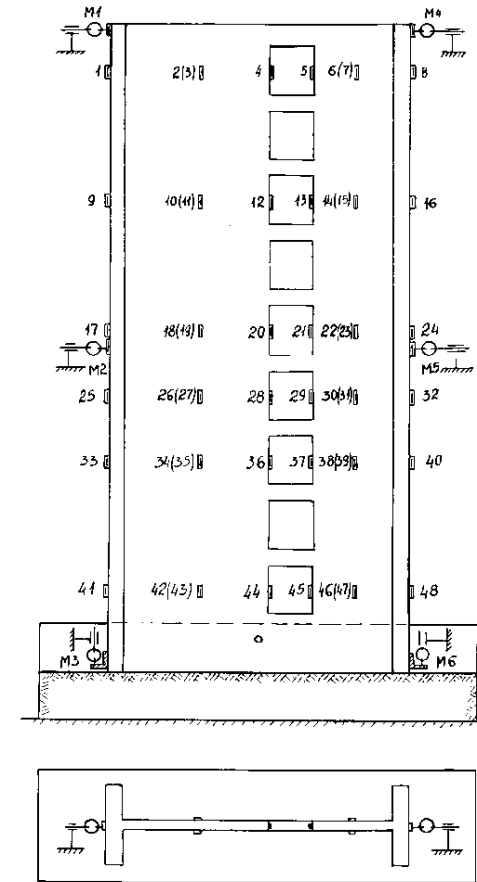 M1 M4
1 2(3) 4 5 6(7) 8
9 10(11) 12 13 14(15) 16
17 18(19) 20 21 22(23) 24
M2 M5
25 26(27) 28 29 30(31) 32
33 34(35) 36 37 38(39) 40
41 42(43) 44 45 46(47) 48
M3 M6